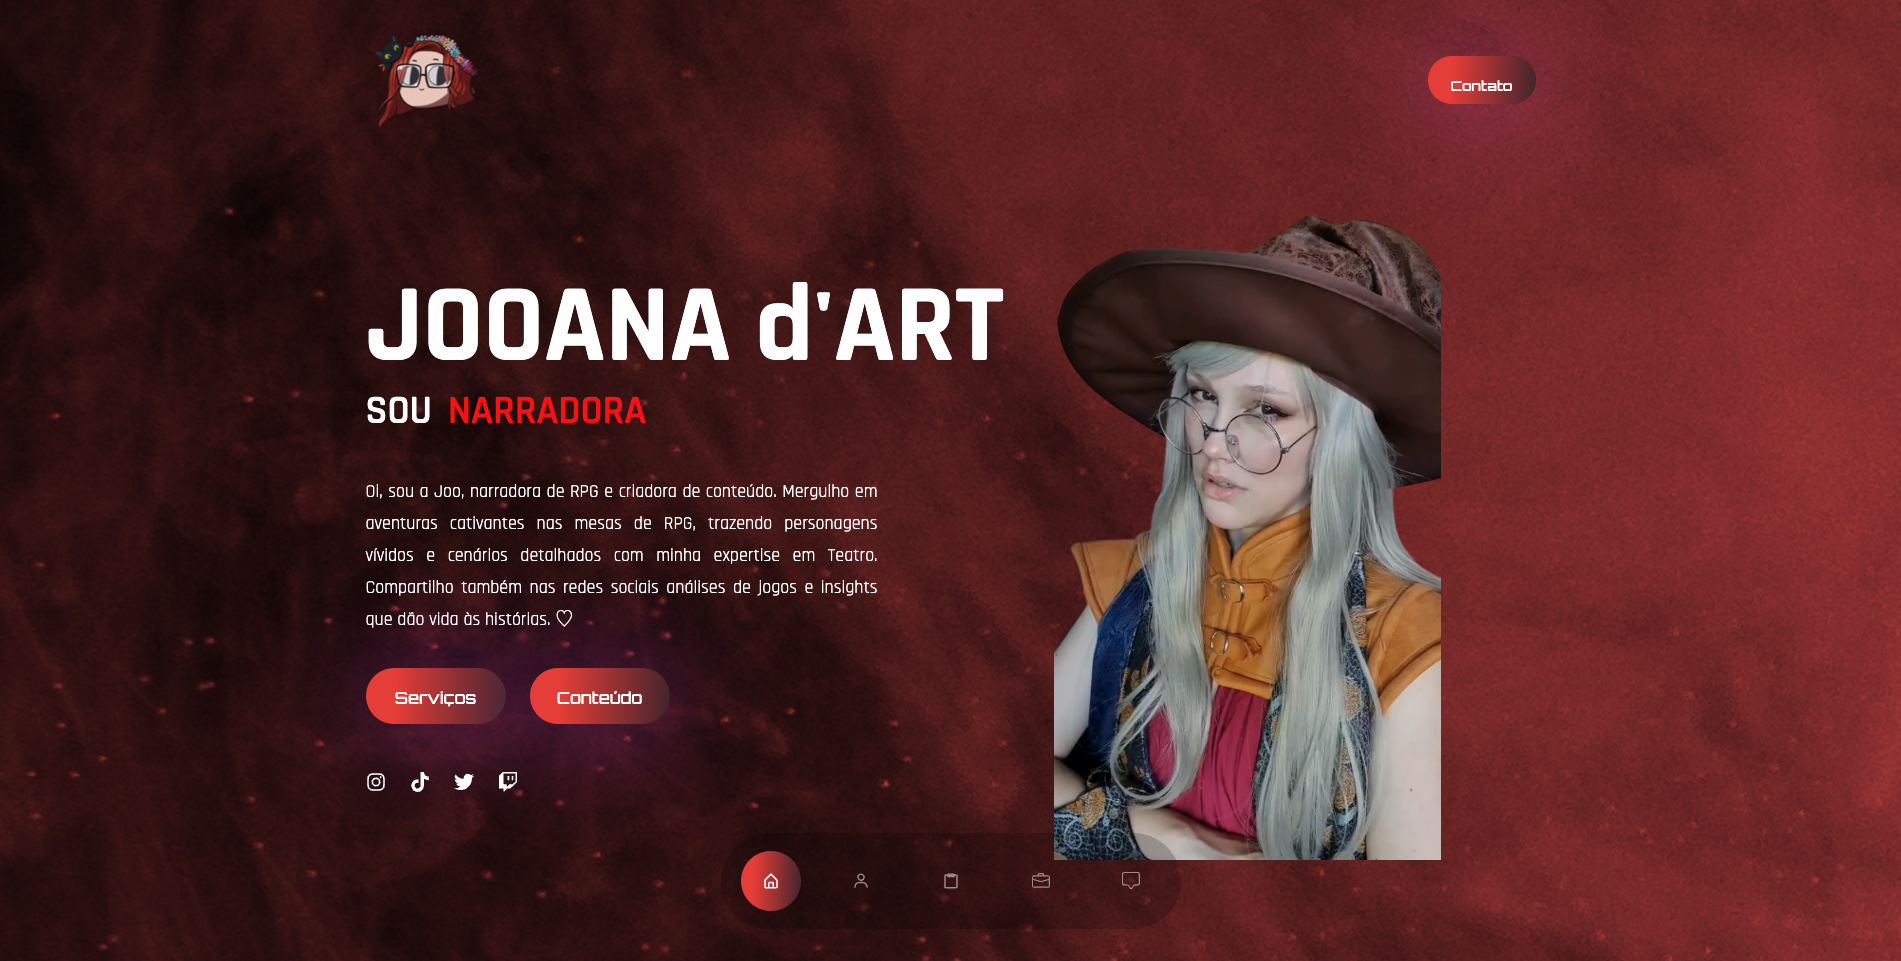 Contato
JOOANA d'ART
SOU NARRADORA
Oi, sou a Joo, narradora de RPG e criadora de conteúdo. Mergulho em
aventuras cativantes nas mesas de RPG, trazendo personagens
vívidos e cenários detalhados com minha expertise em Teatro.
Compartilho também nas redes sociais análises de jogos e insights
que dão vida às histórias. ♡
Serviços
Conteúdo